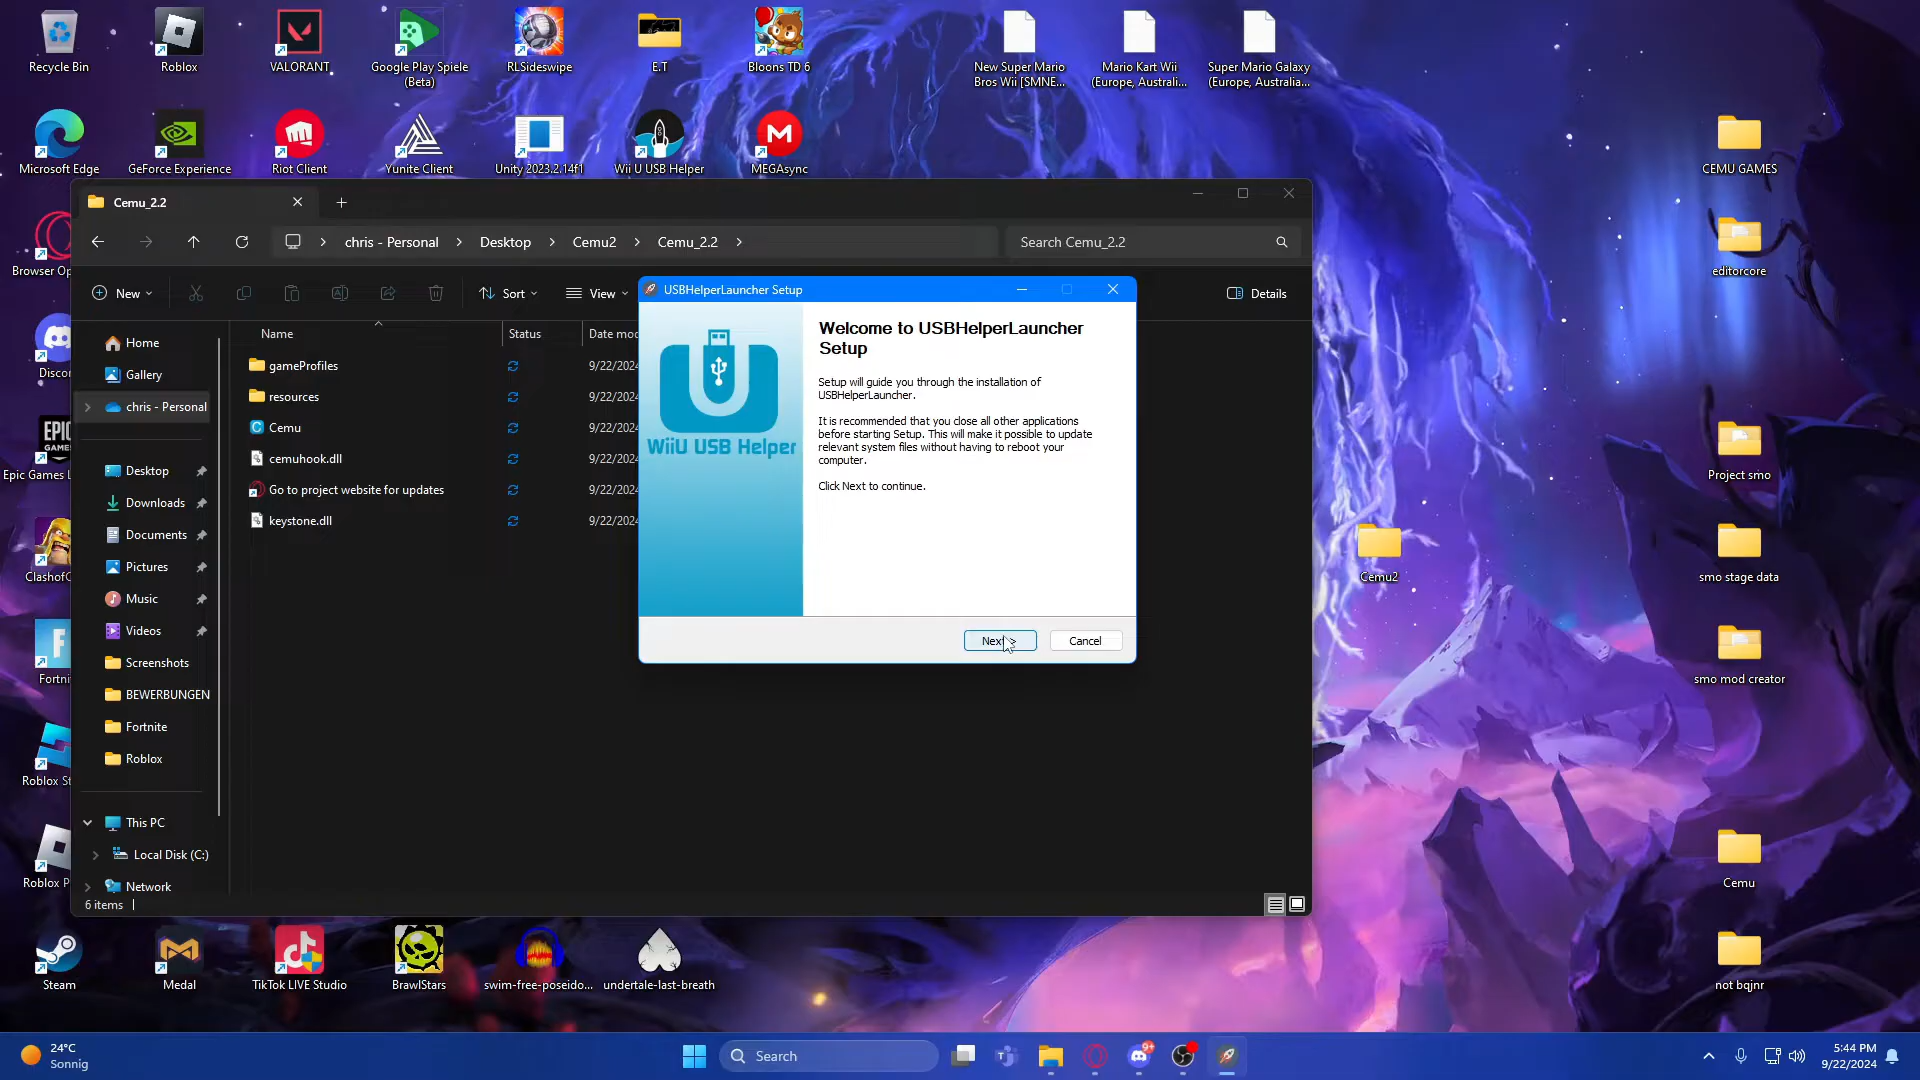 Recycle Bin
Roblox
VALORANT
Google Play Spiele
(Beta)
RLSideswipe
E.T
Bloons TD 6
New Super Mario
Bros Wii [SMNE...
Mario Kart Wii
(Europe, Australi...
Super Mario Galaxy
(Europe, Australia...
Microsoft Edge
GeForce Experience
Riot Client
Yunite Client
Unity 2023.2.14f1
Wii U USB Helper
MEGAsync
CEMU GAMES
Cemu_2.2
chris - Personal
Desktop
Cemu2
Cemu_2.2
Search Cemu_2.2
Browser Op
editorcore
New
Sort
View
Details
USBHelperLauncher Setup
Name
Status
Date mod
Home
Gallery
chris - Personal
Desktop
Downloads
Documents
Pictures
Music
Videos
Screenshots
BEWERBUNGEN
Fortnite
Roblox
This PC
Local Disk (C:)
Network
6 items
gameProfiles
9/22/2024
resources
9/22/2024
Cemu
9/22/2024
cemuhook.dll
9/22/2024
Go to project website for updates
9/22/2024
keystone.dll
9/22/2024
WiiU USB Helper
Welcome to USBHelperLauncher
Setup
Setup will guide you through the installation of
USBHelperLauncher.
It is recommended that you close all other applications
before starting Setup. This will make it possible to update
relevant system files without having to reboot your
computer.
Click Next to continue.
Next >
Cancel
Discor
EPIC
GAMES
Epic Games L
ClashofC
Fortni
Roblox St
Roblox P
Project smo
Cemu2
smo stage data
smo mod creator
Cemu
not bqjnr
Steam
Medal
TikTok LIVE Studio
BrawlStars
swim-free-poseido...
undertale-last-breath
24°C
Sonnig
Search
9+
5:44 PM
9/22/2024